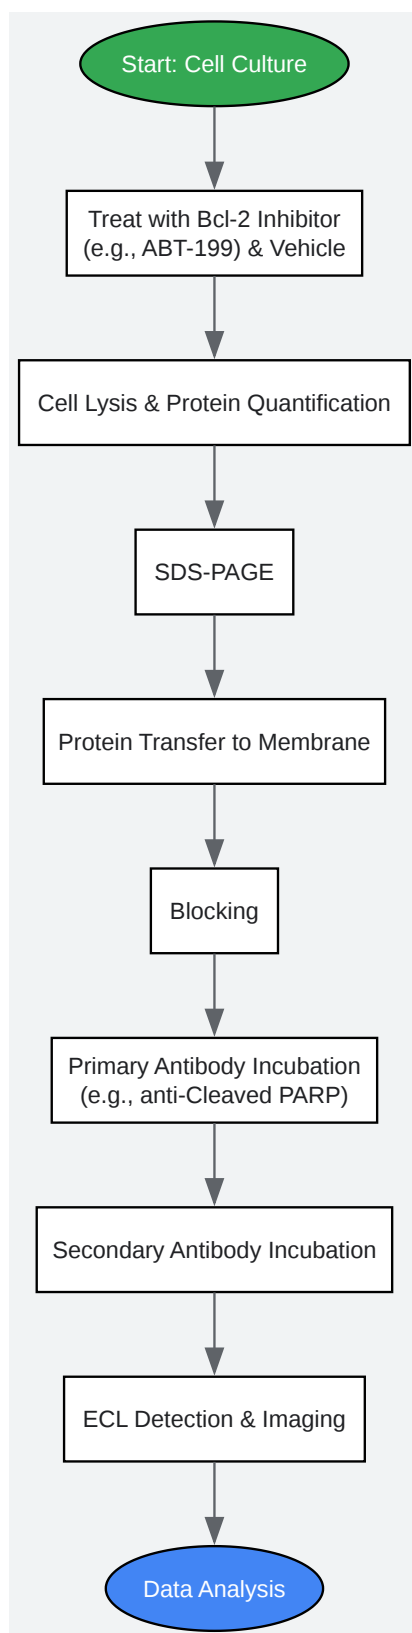 Start: Cell Culture
Treat with Bcl-2 Inhibitor
(e.g., ABT-199) & Vehicle
Cell Lysis & Protein Quantification
SDS-PAGE
Protein Transfer to Membrane
Blocking
Primary Antibody Incubation
(e.g., anti-Cleaved PARP)
Secondary Antibody Incubation
ECL Detection & Imaging
Data Analysis